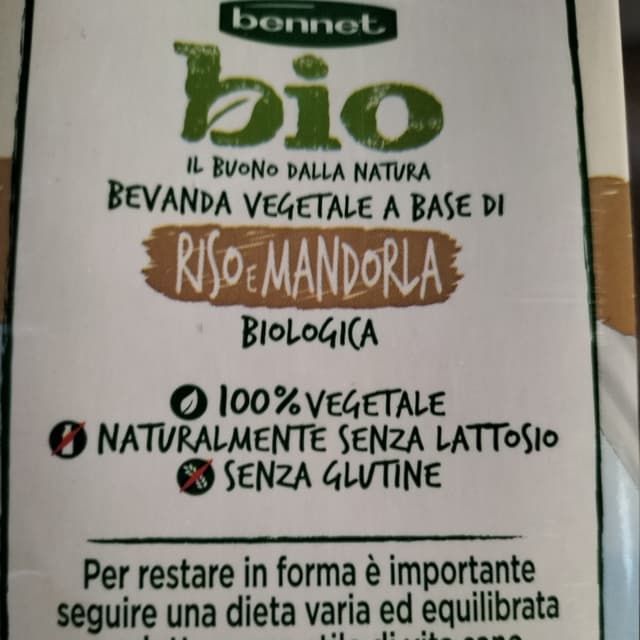 bennet
bio
IL BUONO DALLA NATURA
BEVANDA VEGETALE A BASE DI
RISO E MANDORLA
BIOLOGICA
100% VEGETALE
NATURALMENTE SENZA LATTOSIO
SENZA GLUTINE
Per restare in forma è importante
seguire una dieta varia ed equilibrata